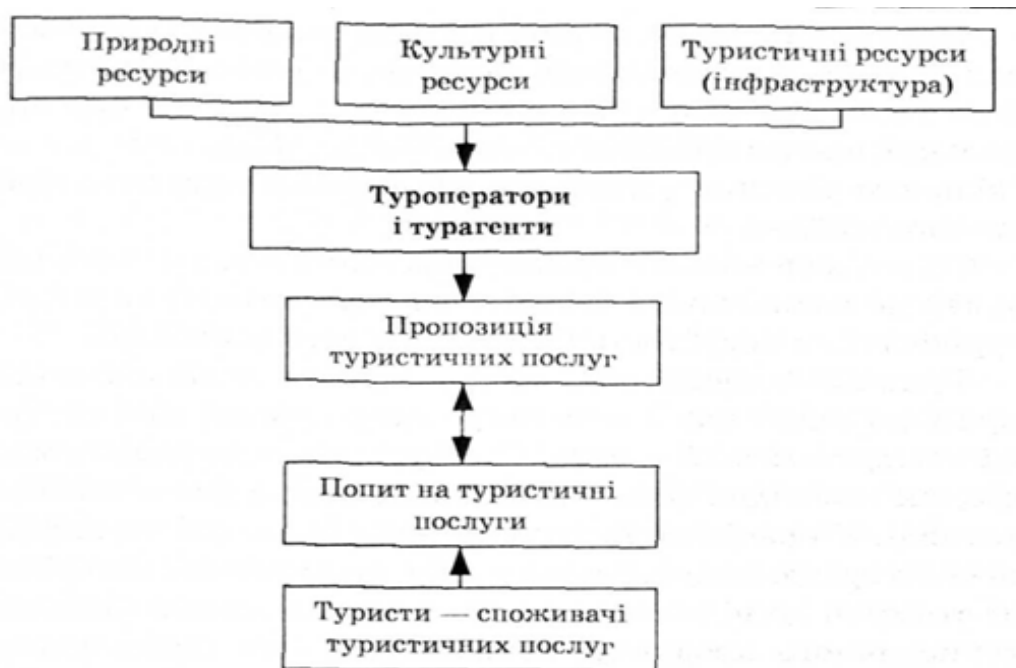 Природні
ресурси
Культурні
ресурси
Туристичні ресурси
(інфраструктура)
Туроператори
і турагенти
Пропозиція
туристичних послуг
Попит на туристичні
послуги
Туристи — споживачі
туристичних послуг